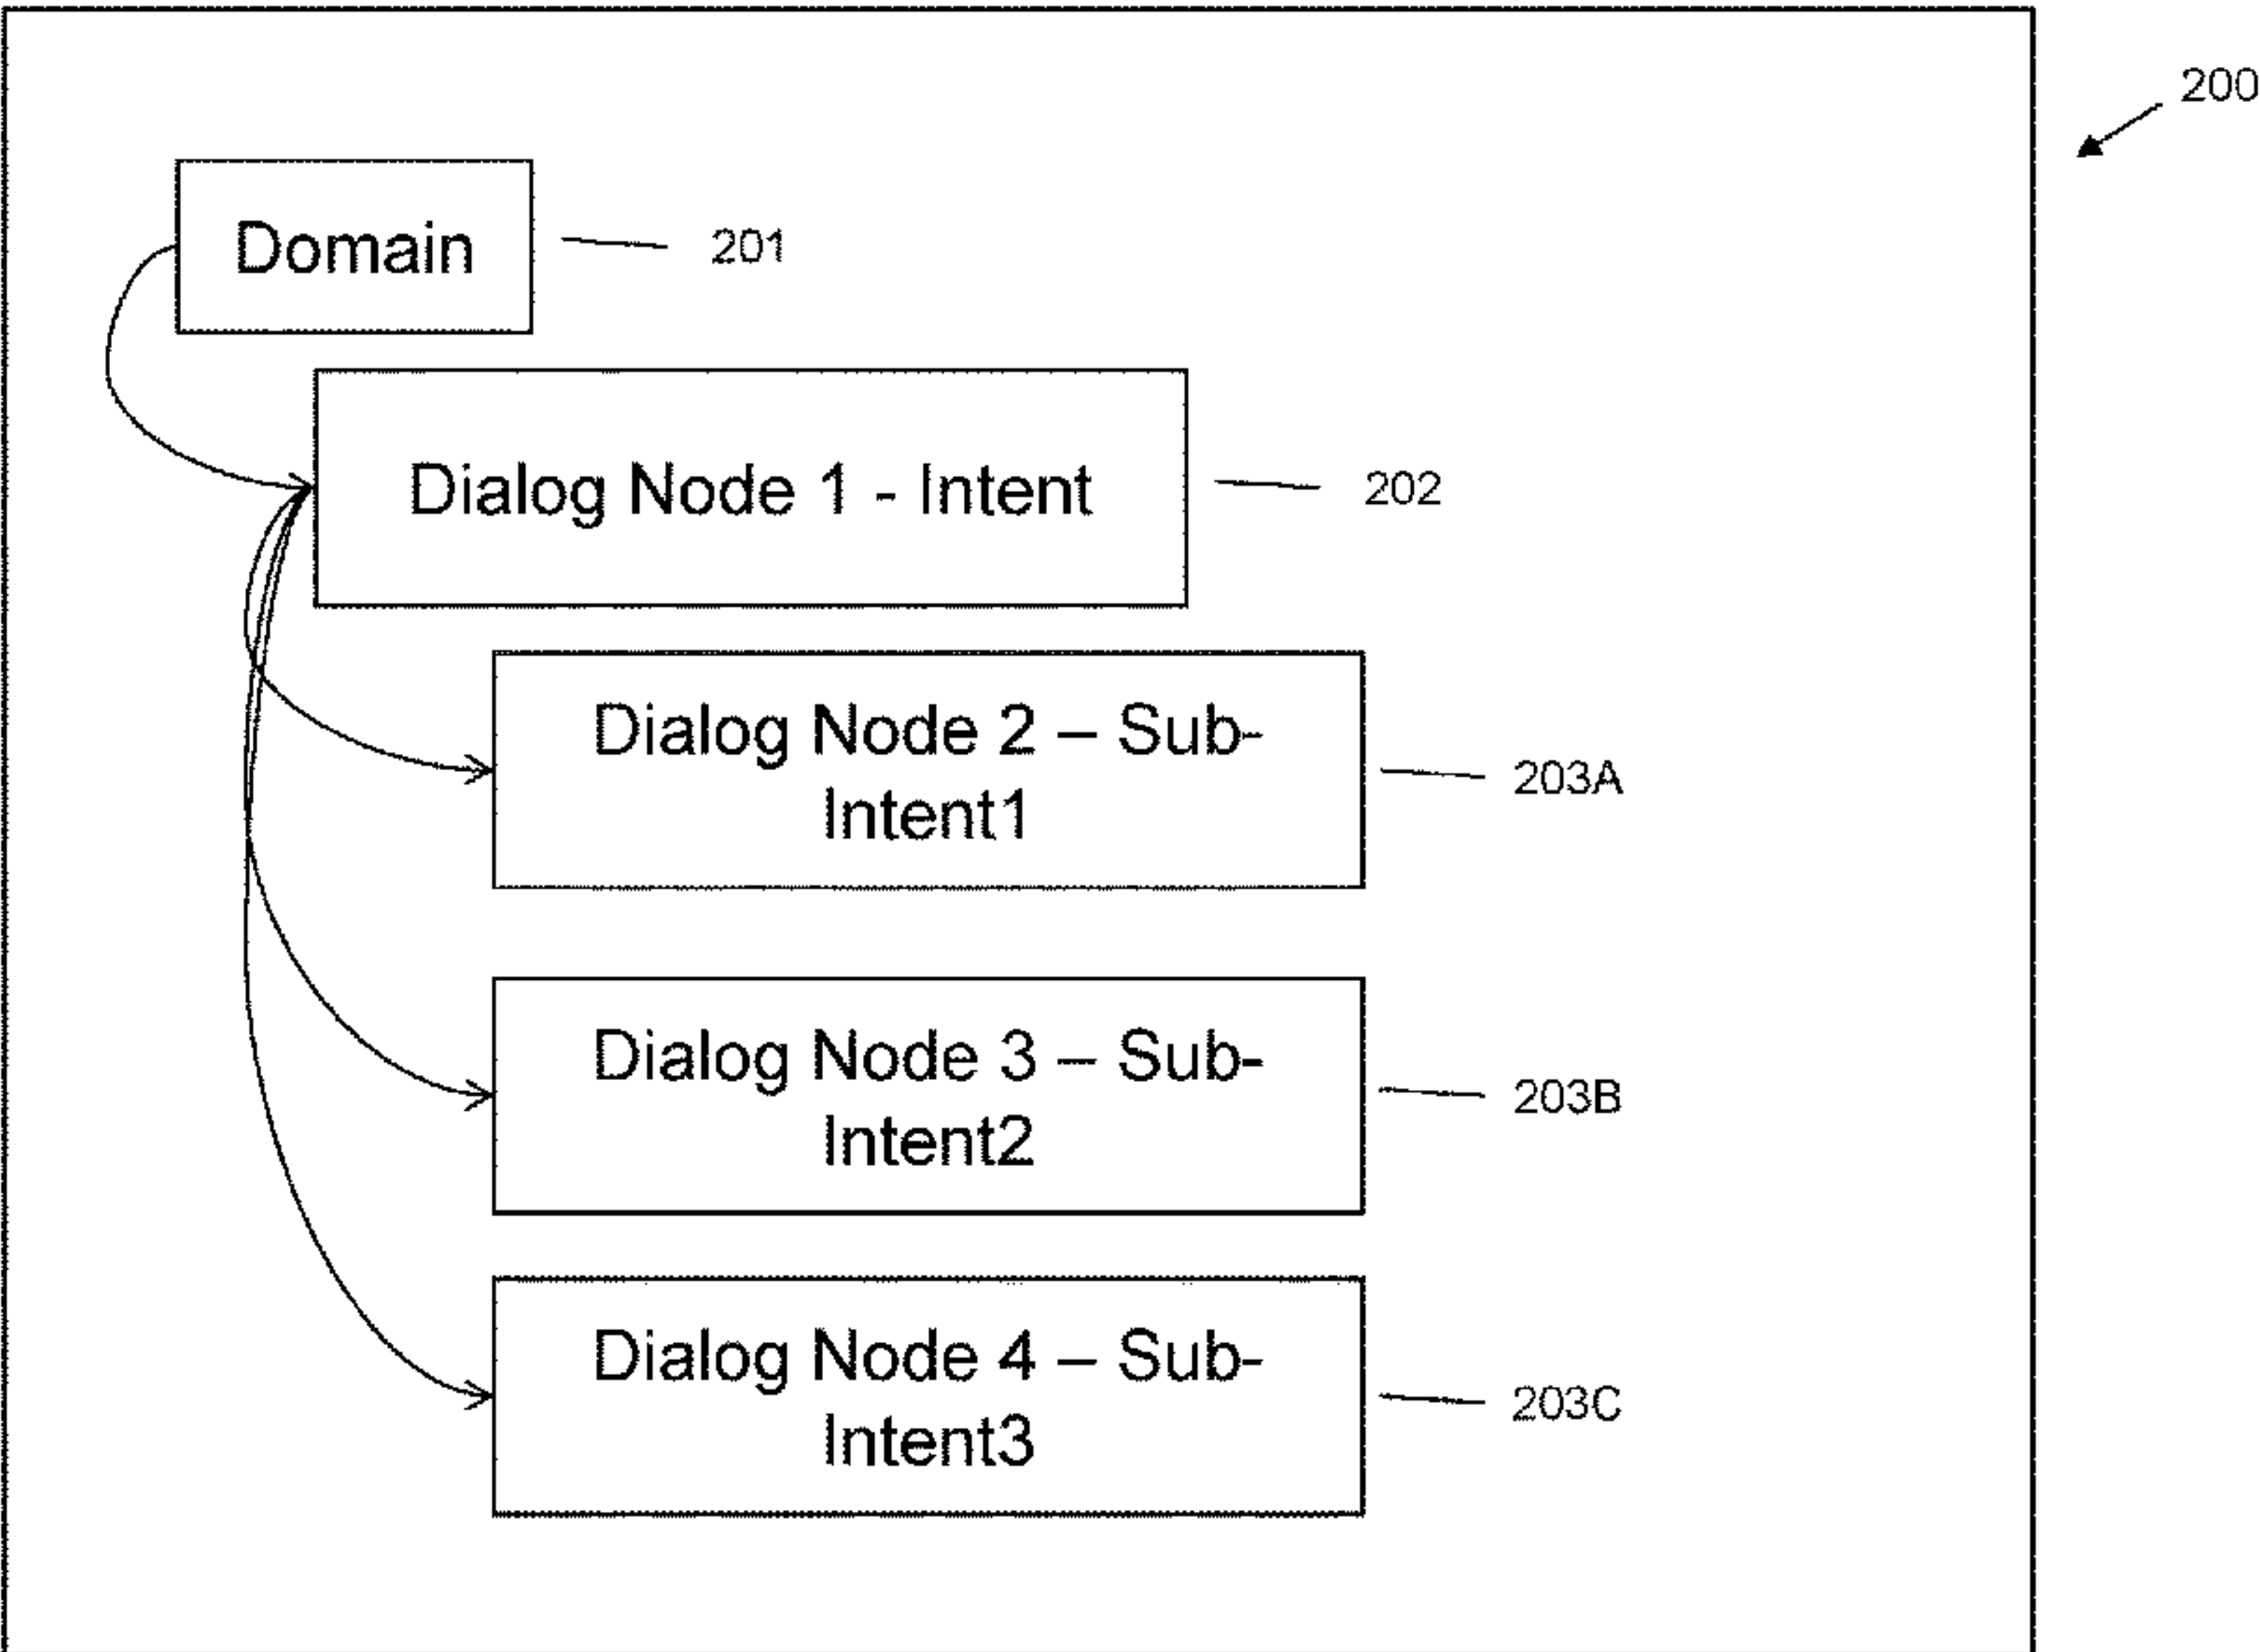 200
Domain
201
Dialog Node 1 - Intent
202
Dialog Node 2 – Sub-
Intent1
203A
Dialog Node 3 – Sub-
Intent2
203B
Dialog Node 4 – Sub-
Intent3
203C